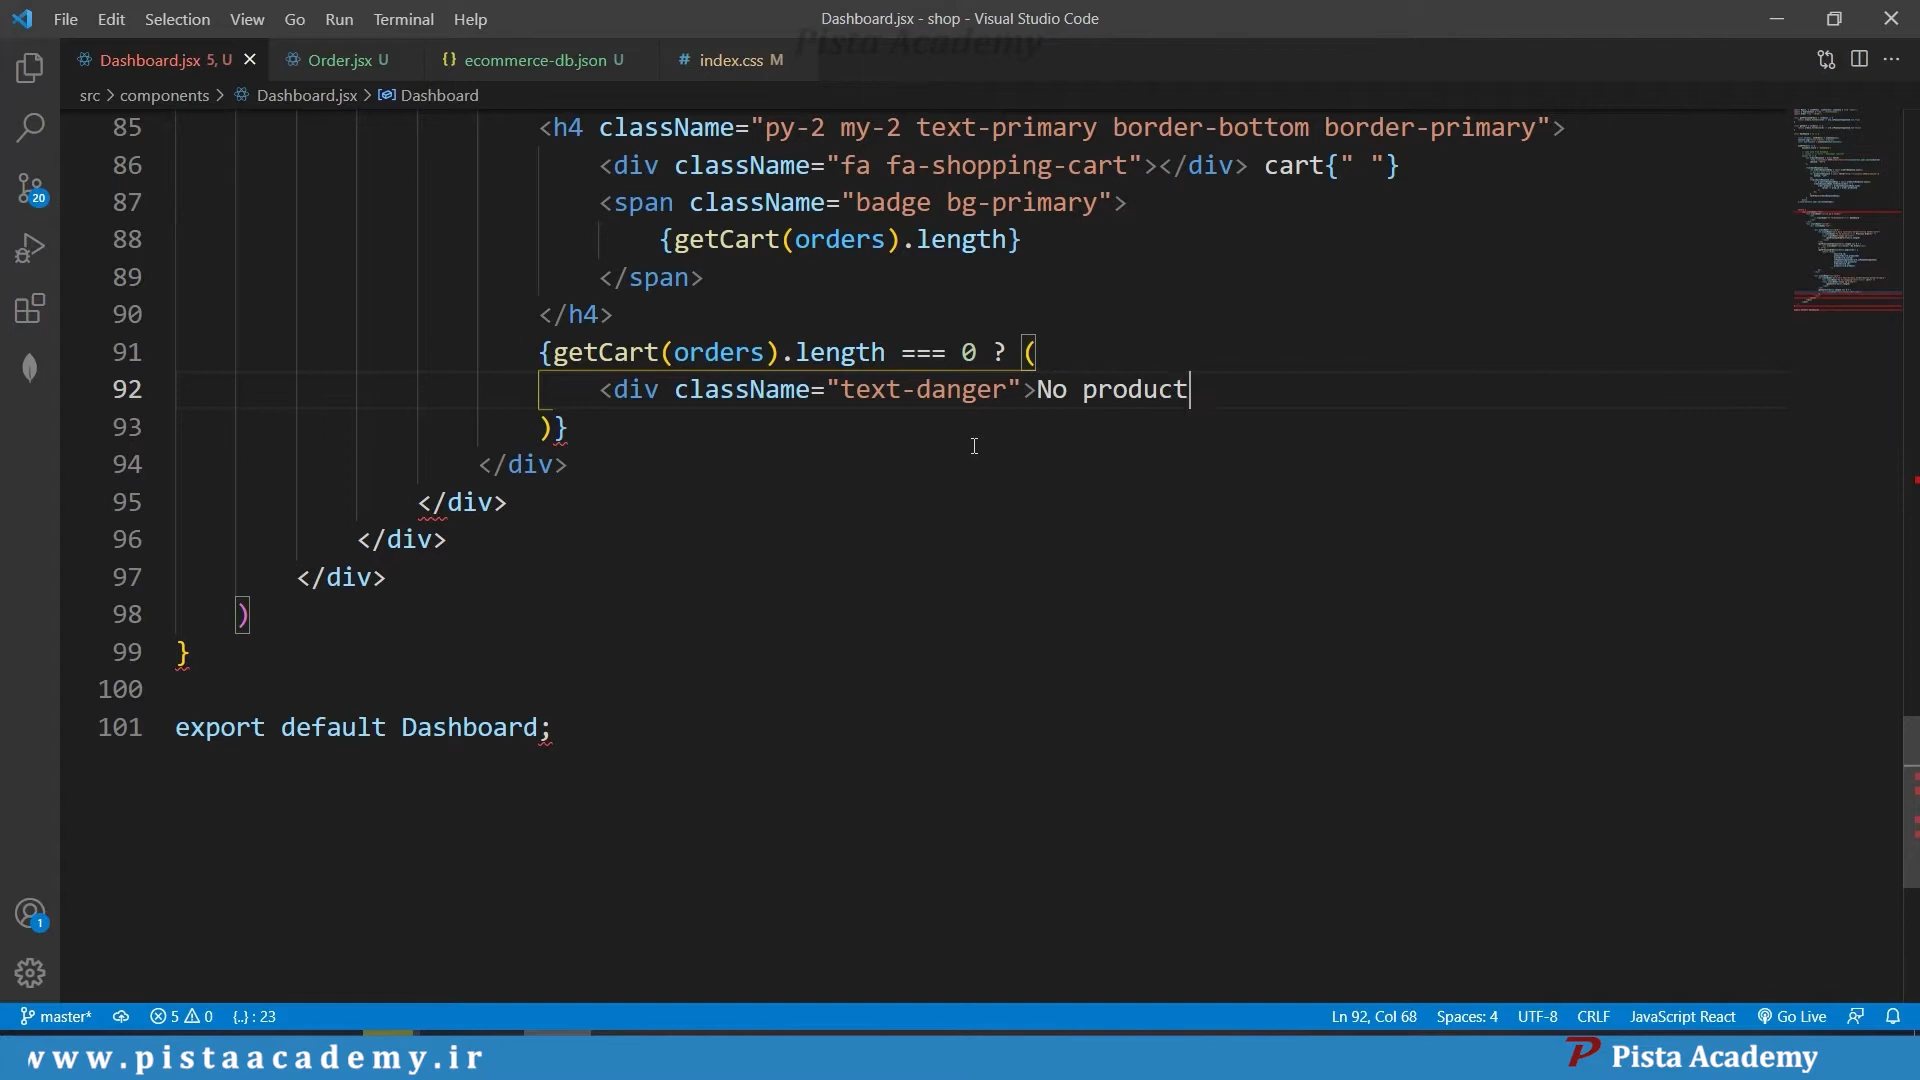 File Edit Selection View Go Run Terminal Help
Dashboard.jsx - shop - Visual Studio Code
Pista Academy
Dashboard.jsx 5, U
Order.jsx U
{} ecommerce-db.json U
# index.css M
src > components > Dashboard.jsx > Dashboard
85 <h4 className="py-2 my-2 text-primary border-bottom border-primary">
86 <div className="fa fa-shopping-cart"></div> cart{" "}
87 <span className="badge bg-primary">
88 {getCart(orders).length}
89 </span>
90 </h4>
91 {getCart(orders).length === 0 ? (
92 <div className="text-danger">No product
93 )}
94 </div>
95 </div>
96 </div>
97 </div>
98 )
99 }
100
101 export default Dashboard;
20
1
master* 5 0 {..} : 23
Ln 92, Col 68 Spaces: 4 UTF-8 CRLF JavaScript React Go Live
www.pistaacademy.ir
Pista Academy